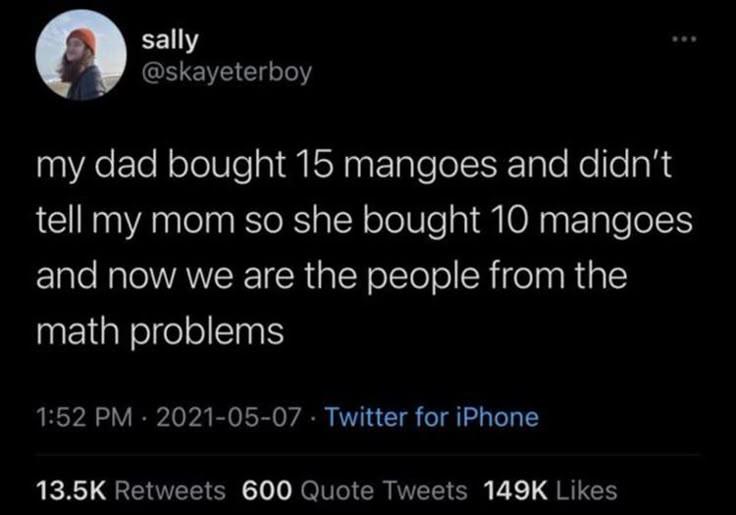 sally
@skayeterboy
my dad bought 15 mangoes and didn't
tell my mom so she bought 10 mangoes
and now we are the people from the
math problems
1:52 PM · 2021-05-07 · Twitter for iPhone
13.5K Retweets 600 Quote Tweets 149K Likes